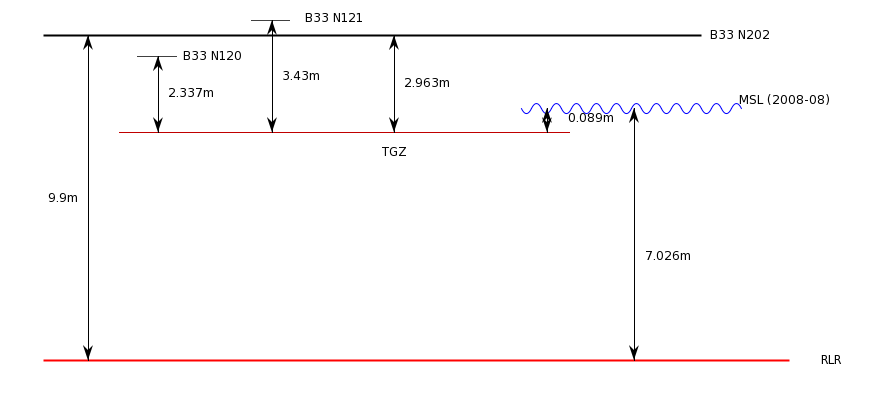 B33 N121
B33 N202
B33 N120
3.43m
2.963m
2.337m
MSL (2008-08)
0.089m
TGZ
9.9m
7.026m
RLR